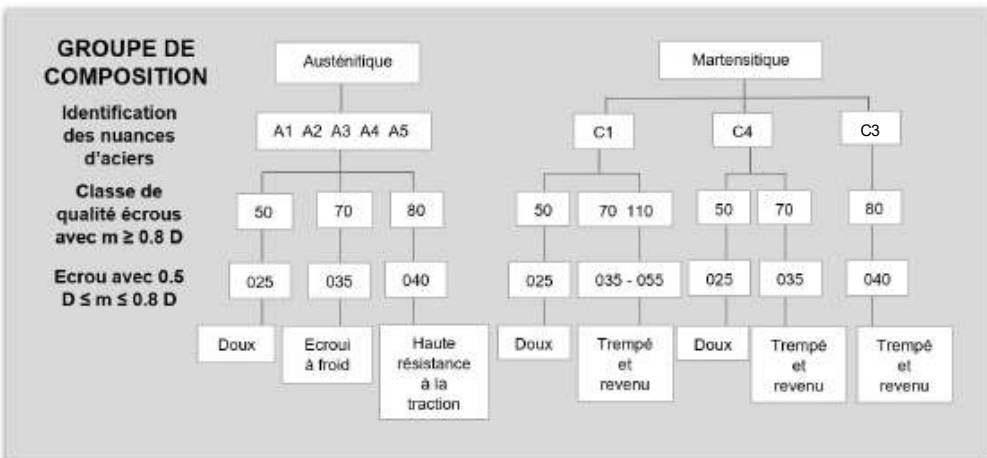 GROUPE DE
COMPOSITION
Austénitique
Martensitique
Identification
des nuances
d'aciers
A1 A2 A3 A4 A5
C1
C4
C3
Classe de
qualité écrous
avec m ≥ 0.8 D
50
70
80
50
70 110
50
70
80
Ecrou avec 0.5
D ≤ m ≤ 0.8 D
025
035
040
025
035 - 055
025
035
040
Doux
Ecroui
à froid
Haute
résistance
à la
traction
Doux
Trempé
et
revenu
Doux
Trempé
et
revenu
Trempé
et
revenu